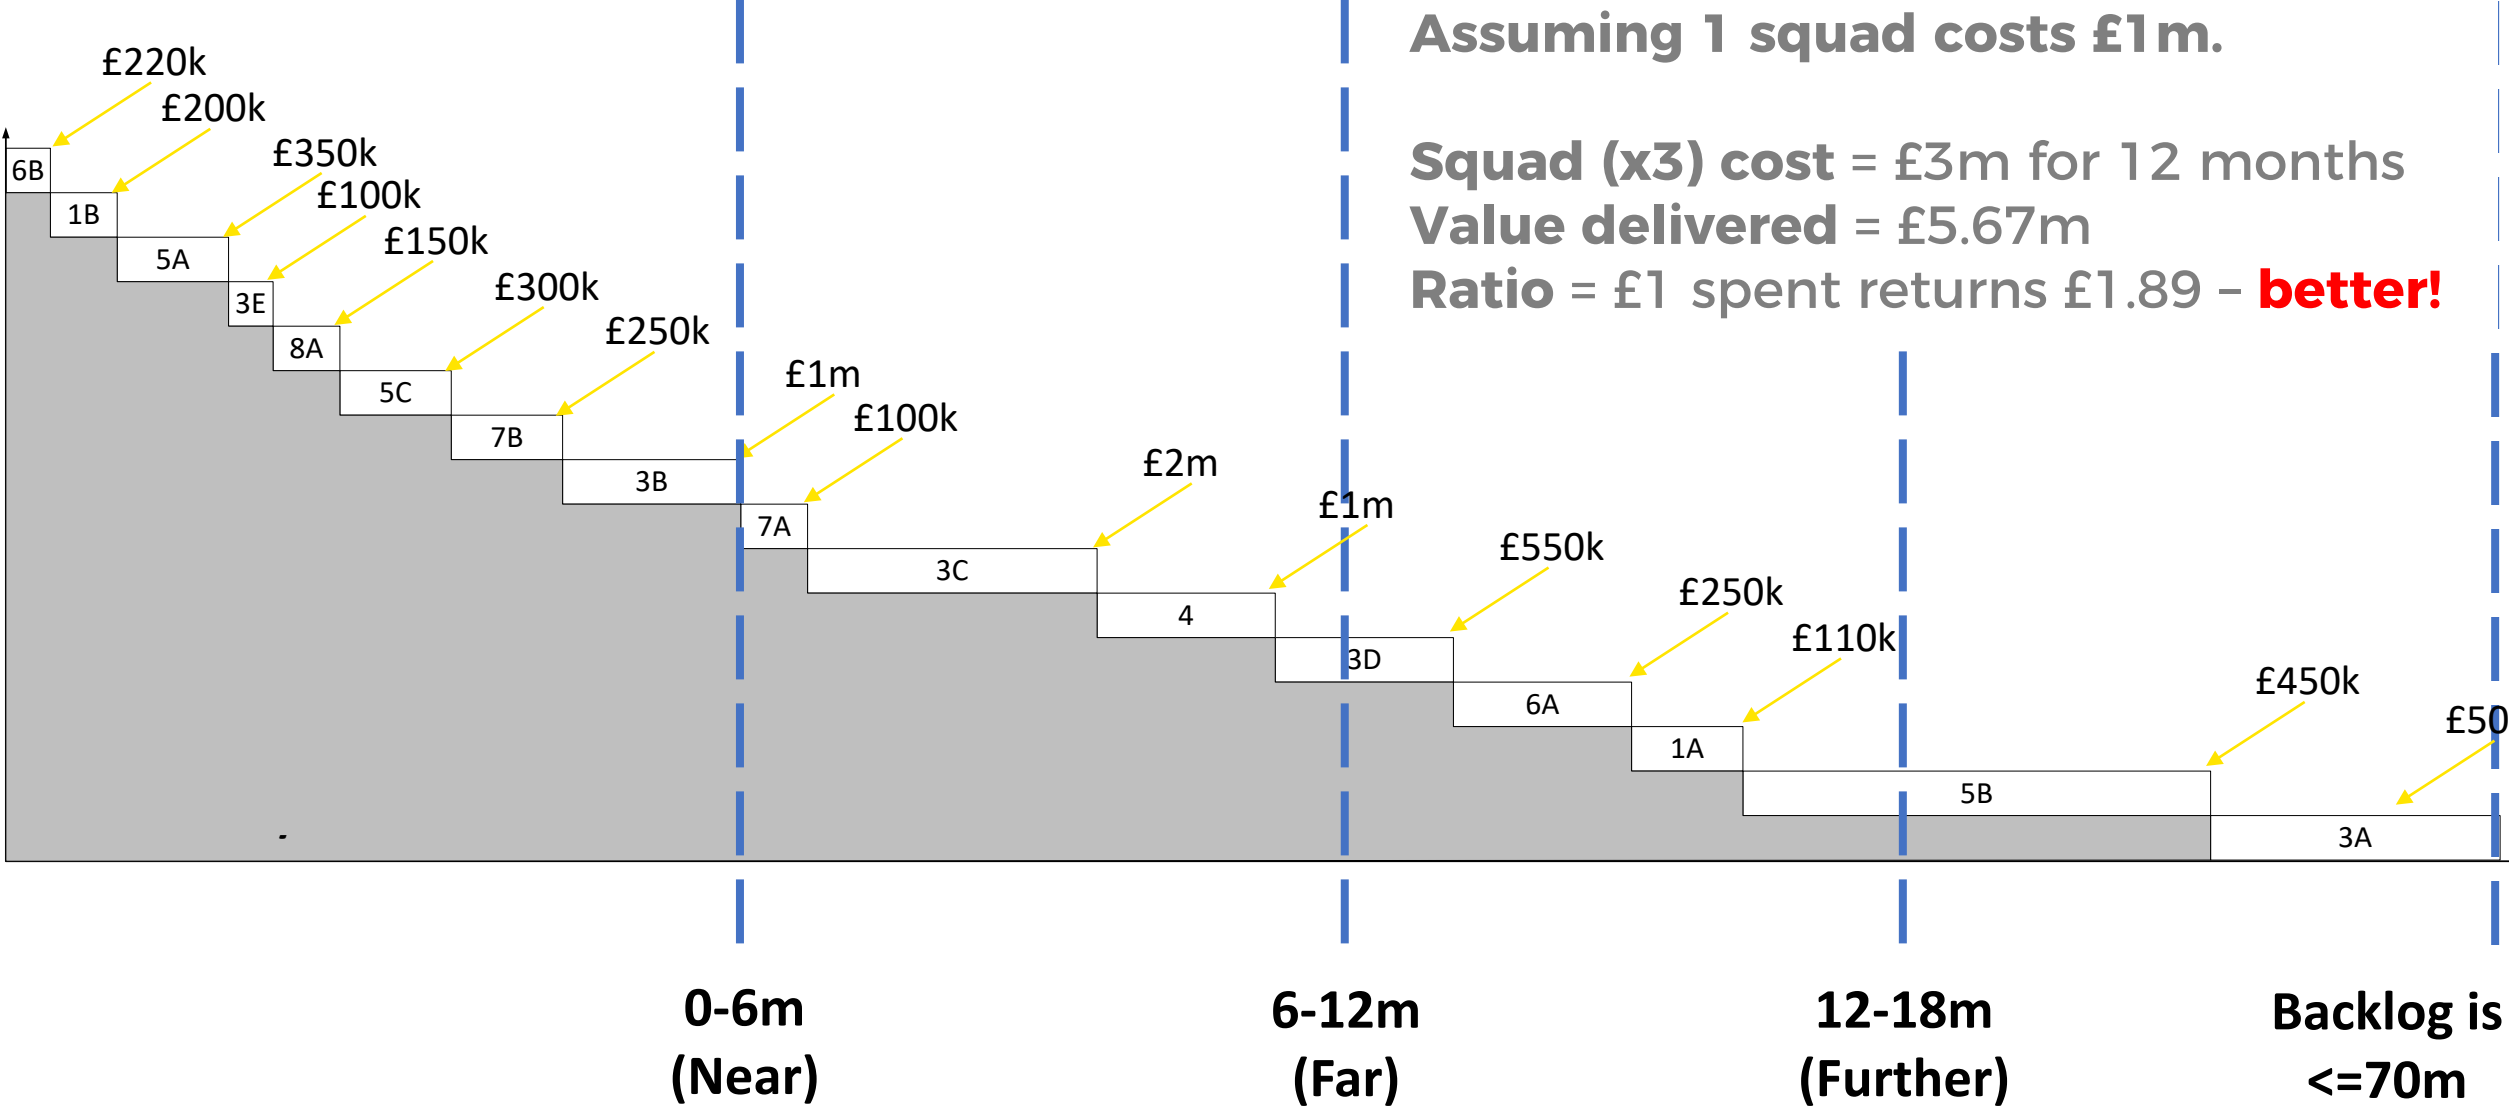 Assuming 1 squad costs £1m.
Squad (x3) cost = £3m for 12 months
Value delivered = £5.67m
Ratio = £1 spent returns £1.89 – better!
£220k
£200k
£350k
£100k
£150k
£300k
£250k
£1m
£100k
£2m
£1m
£550k
£250k
£110k
£450k
£50
6B
1B
5A
3E
8A
5C
7B
3B
7A
3C
4
3D
6A
1A
5B
3A
0-6m
(Near)
6-12m
(Far)
12-18m
(Further)
Backlog is
<=70m